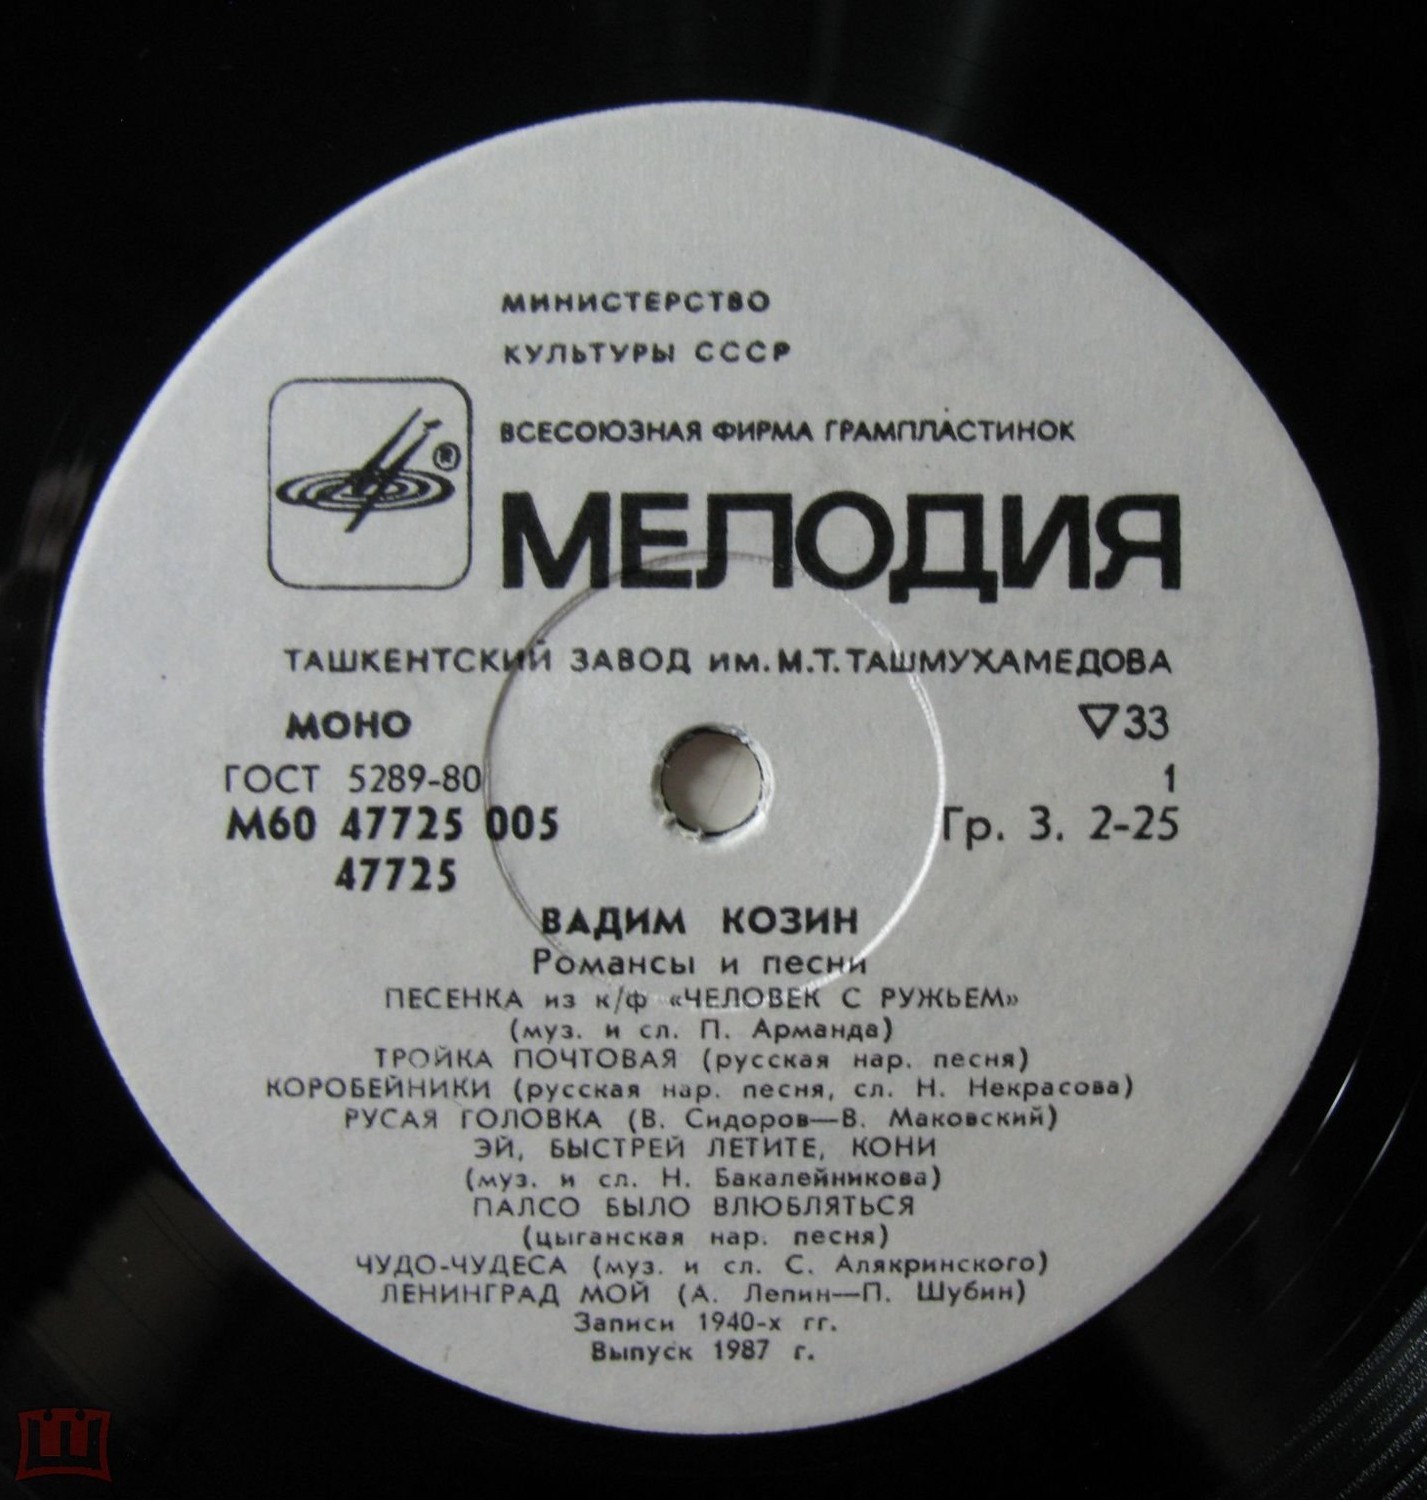 МИНИСТЕРСТВО
КУЛЬТУРЫ СССР
ВСЕСОЮЗНАЯ ФИРМА ГРАМПЛАСТИНОК
®
МЕЛОДИЯ
ТАШКЕНТСКИЙ ЗАВОД ИМ. М. Т. ТАШМУХАМЕДОВА
МОНО ▽33
ГОСТ 5289-80 1
М60 47725 005 Гр. 3. 2-25
47725
ВАДИМ КОЗИН
Романсы и песни
ПЕСЕНКА из к/ф «ЧЕЛОВЕК С РУЖЬЕМ»
(муз. и сл. П. Арманда)
ТРОЙКА ПОЧТОВАЯ (русская нар. песня)
КОРОБЕЙНИКИ (русская нар. песня, сл. Н. Некрасова)
РУСАЯ ГОЛОВКА (В. Сидоров—В. Маковский)
ЭЙ, БЫСТРЕЙ ЛЕТИТЕ, КОНИ
(муз. и сл. Н. Бакалейникова)
ПАЛСО БЫЛО ВЛЮБЛЯТЬСЯ
(цыганская нар. песня)
ЧУДО-ЧУДЕСА (муз. и сл. С. Алякринского)
ЛЕНИНГРАД МОЙ (А. Лепин—П. Шубин)
Записи 1940-х гг.
Выпуск 1987 г.